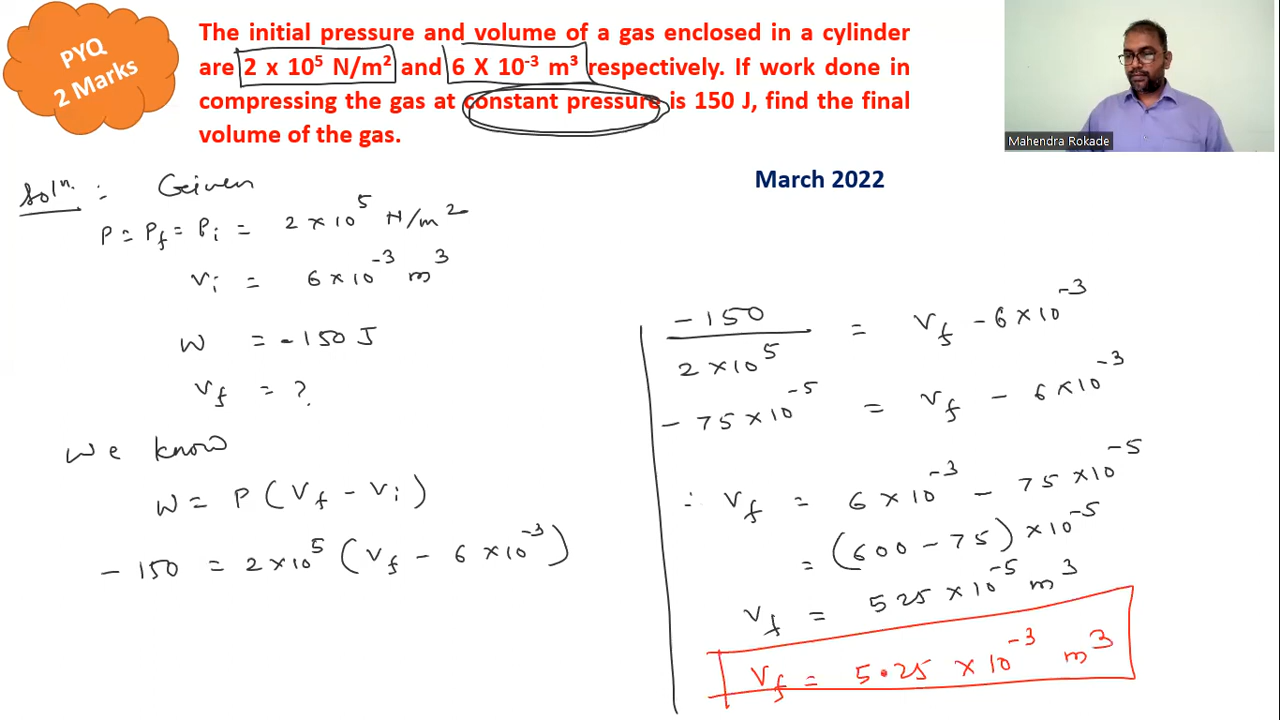 PYQ
2 Marks
The initial pressure and volume of a gas enclosed in a cylinder
are 2 x 10⁵ N/m² and 6 X 10⁻³ m³ respectively. If work done in
compressing the gas at constant pressure is 150 J, find the final
volume of the gas.
Mahendra Rokade
March 2022
Solⁿ. : Given
P = P_f = P_i = 2 × 10⁵ N/m²
V_i = 6 × 10⁻³ m³
W = -150 J
V_f = ?
We know
W = P (V_f - V_i)
-150 = 2 × 10⁵ (V_f - 6 × 10⁻³)
-150 / 2 × 10⁵ = V_f - 6 × 10⁻³
-75 × 10⁻⁵ = V_f - 6 × 10⁻³
∴ V_f = 6 × 10⁻³ - 75 × 10⁻⁵
= (600 - 75) × 10⁻⁵
V_f = 525 × 10⁻⁵ m³
V_f = 5.25 × 10⁻³ m³